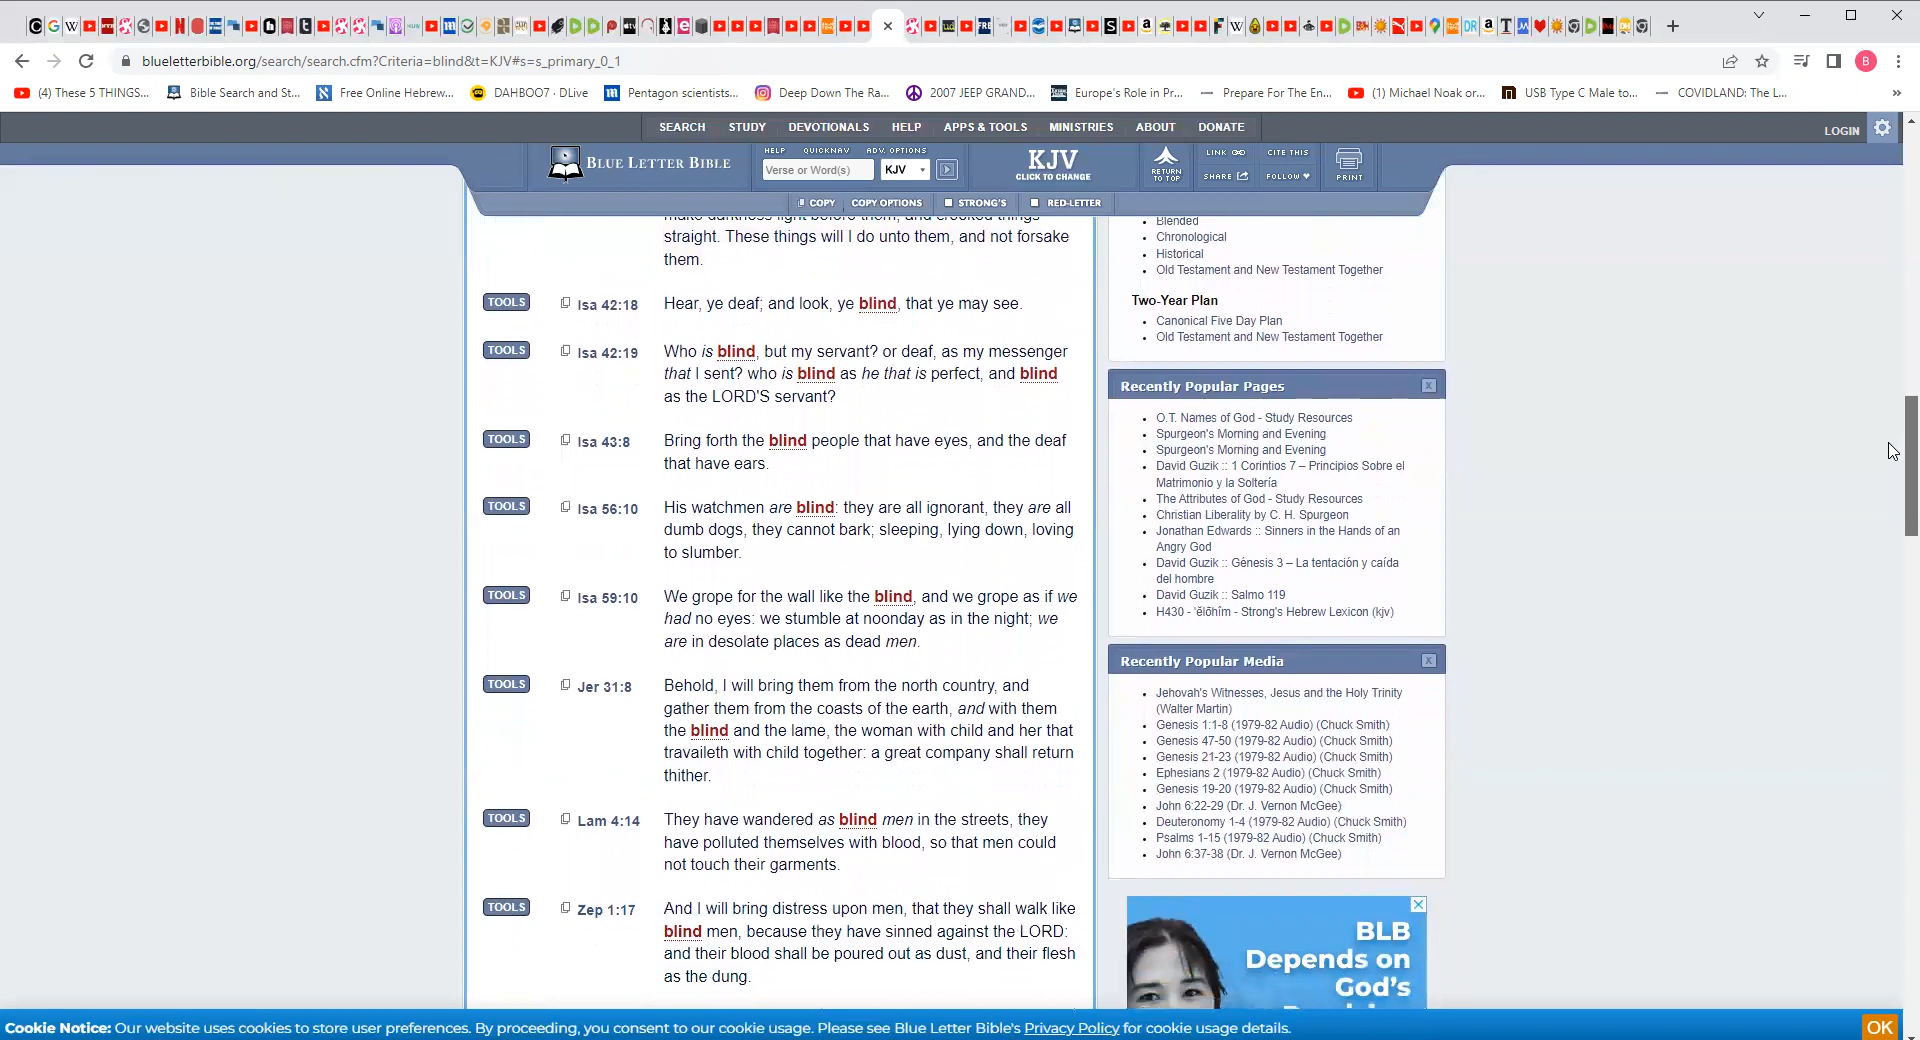 blueletterbible.org/search/search.cfm?Criteria=blind&t=KJV#s=s_primary_0_1
B
(4) These 5 THINGS...
Bible Search and St...
Free Online Hebrew...
DAHBOO7 · DLive
Pentagon scientists...
Deep Down The Ra...
2007 JEEP GRAND...
Europe's Role in Pr...
Prepare For The En...
(1) Michael Noak or...
USB Type C Male to...
COVIDLAND: The L...
SEARCH STUDY DEVOTIONALS HELP APPS & TOOLS MINISTRIES ABOUT DONATE
LOGIN
BLUE LETTER BIBLE
HELP QUICKNAV ADV. OPTIONS
Verse or Word(s) KJV
KJV
CLICK TO CHANGE
RETURN
TO TOP
LINK CITE THIS
SHARE FOLLOW
PRINT
COPY COPY OPTIONS STRONG'S RED-LETTER
make darkness light before them, and crooked things
straight. These things will I do unto them, and not forsake
them.
TOOLS Isa 42:18 Hear, ye deaf; and look, ye blind, that ye may see.
TOOLS Isa 42:19 Who is blind, but my servant? or deaf, as my messenger
that I sent? who is blind as he that is perfect, and blind
as the LORD'S servant?
TOOLS Isa 43:8 Bring forth the blind people that have eyes, and the deaf
that have ears.
TOOLS Isa 56:10 His watchmen are blind: they are all ignorant, they are all
dumb dogs, they cannot bark; sleeping, lying down, loving
to slumber.
TOOLS Isa 59:10 We grope for the wall like the blind, and we grope as if we
had no eyes: we stumble at noonday as in the night; we
are in desolate places as dead men.
TOOLS Jer 31:8 Behold, I will bring them from the north country, and
gather them from the coasts of the earth, and with them
the blind and the lame, the woman with child and her that
travaileth with child together: a great company shall return
thither.
TOOLS Lam 4:14 They have wandered as blind men in the streets, they
have polluted themselves with blood, so that men could
not touch their garments.
TOOLS Zep 1:17 And I will bring distress upon men, that they shall walk like
blind men, because they have sinned against the LORD:
and their blood shall be poured out as dust, and their flesh
as the dung.
Blended
Chronological
Historical
Old Testament and New Testament Together
Two-Year Plan
Canonical Five Day Plan
Old Testament and New Testament Together
Recently Popular Pages
O.T. Names of God - Study Resources
Spurgeon's Morning and Evening
Spurgeon's Morning and Evening
David Guzik :: 1 Corintios 7 – Principios Sobre el
Matrimonio y la Soltería
The Attributes of God - Study Resources
Christian Liberality by C. H. Spurgeon
Jonathan Edwards :: Sinners in the Hands of an
Angry God
David Guzik :: Génesis 3 – La tentación y caída
del hombre
David Guzik :: Salmo 119
H430 - 'ĕlōhîm - Strong's Hebrew Lexicon (kjv)
Recently Popular Media
Jehovah's Witnesses, Jesus and the Holy Trinity
(Walter Martin)
Genesis 1:1-8 (1979-82 Audio) (Chuck Smith)
Genesis 47-50 (1979-82 Audio) (Chuck Smith)
Genesis 21-23 (1979-82 Audio) (Chuck Smith)
Ephesians 2 (1979-82 Audio) (Chuck Smith)
Genesis 19-20 (1979-82 Audio) (Chuck Smith)
John 6:22-29 (Dr. J. Vernon McGee)
Deuteronomy 1-4 (1979-82 Audio) (Chuck Smith)
Psalms 1-15 (1979-82 Audio) (Chuck Smith)
John 6:37-38 (Dr. J. Vernon McGee)
BLB
Depends on
God's
Cookie Notice: Our website uses cookies to store user preferences. By proceeding, you consent to our cookie usage. Please see Blue Letter Bible's Privacy Policy for cookie usage details.
OK